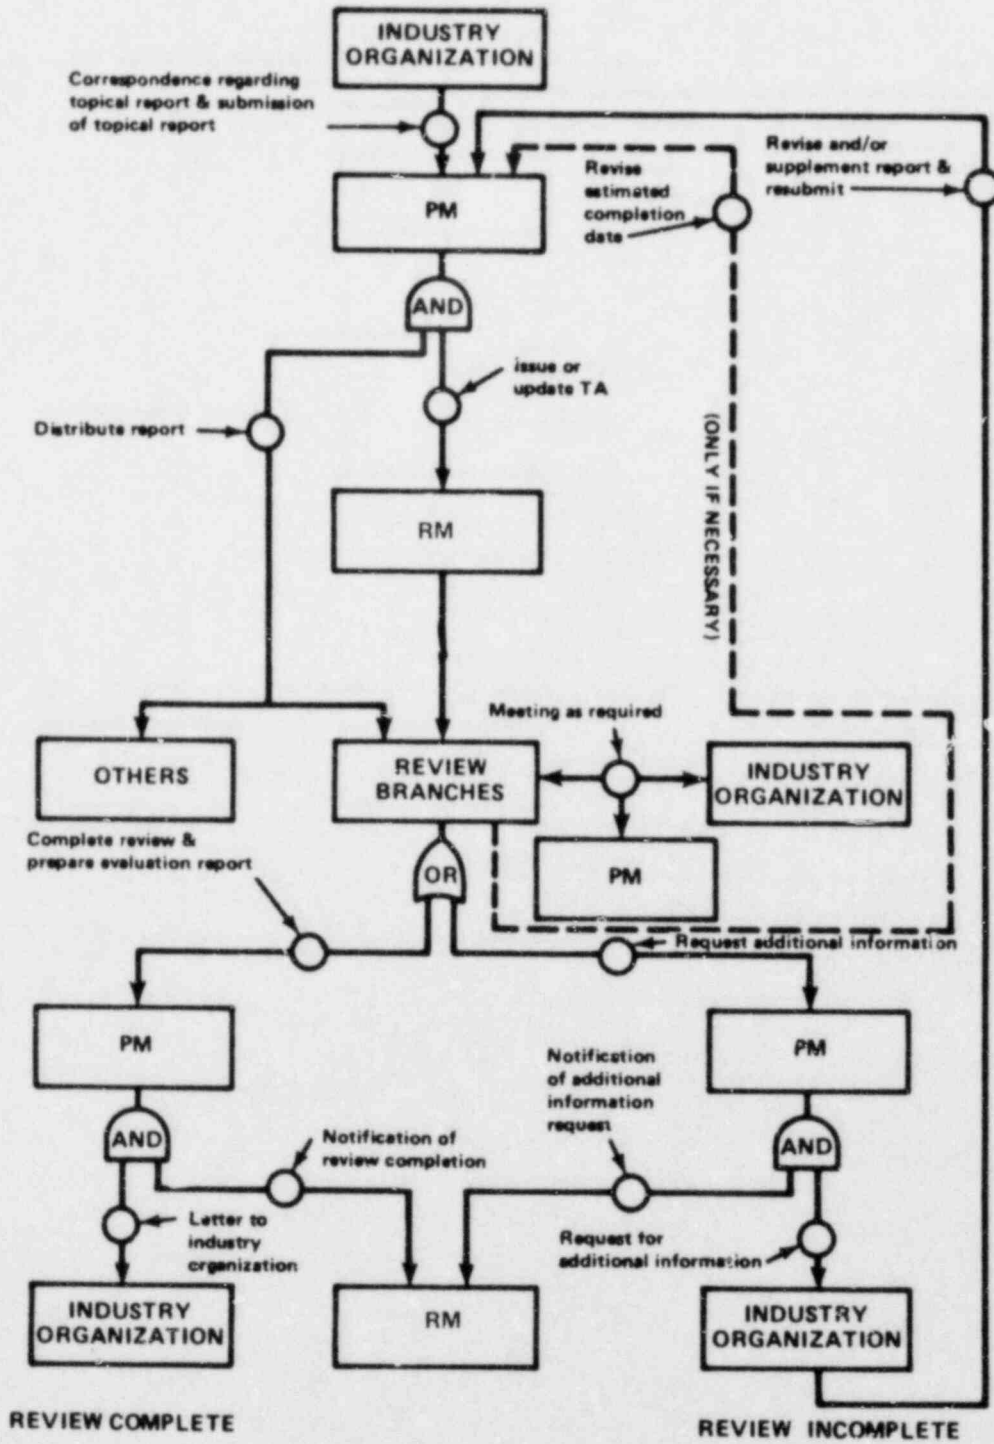 INDUSTRY
ORGANIZATION
Correspondence regarding
topical report & submission
of topical report
Revise and/or
supplement report &
resubmit
Revise
estimated
completion
date
PM
AND
issue or
update TA
Distribute report
(ONLY IF NECESSARY)
RM
Meeting as required
OTHERS
REVIEW
BRANCHES
INDUSTRY
ORGANIZATION
Complete review &
prepare evaluation report
OR
PM
Request additional information
PM
PM
Notification
of additional
information
request
AND
Notification of
review completion
AND
Letter to
industry
organization
Request for
additional information
INDUSTRY
ORGANIZATION
RM
INDUSTRY
ORGANIZATION
REVIEW COMPLETE
REVIEW INCOMPLETE